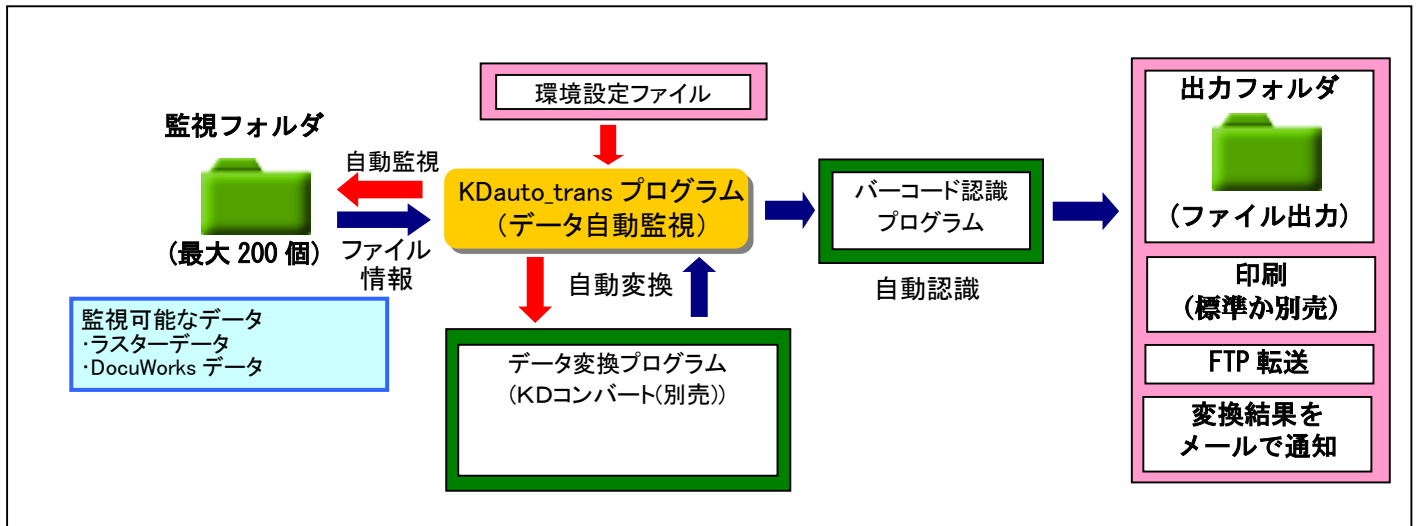 環境設定ファイル
監視フォルダ
(最大 200 個)
自動監視
ファイル
情報
KDauto_trans プログラム
(データ自動監視)
自動変換
データ変換プログラム
(KDコンバート(別売))
監視可能なデータ
・ラスターデータ
・DocuWorks データ
バーコード認識
プログラム
自動認識
出力フォルダ
(ファイル出力)
印刷
(標準か別売)
FTP 転送
変換結果を
メールで通知